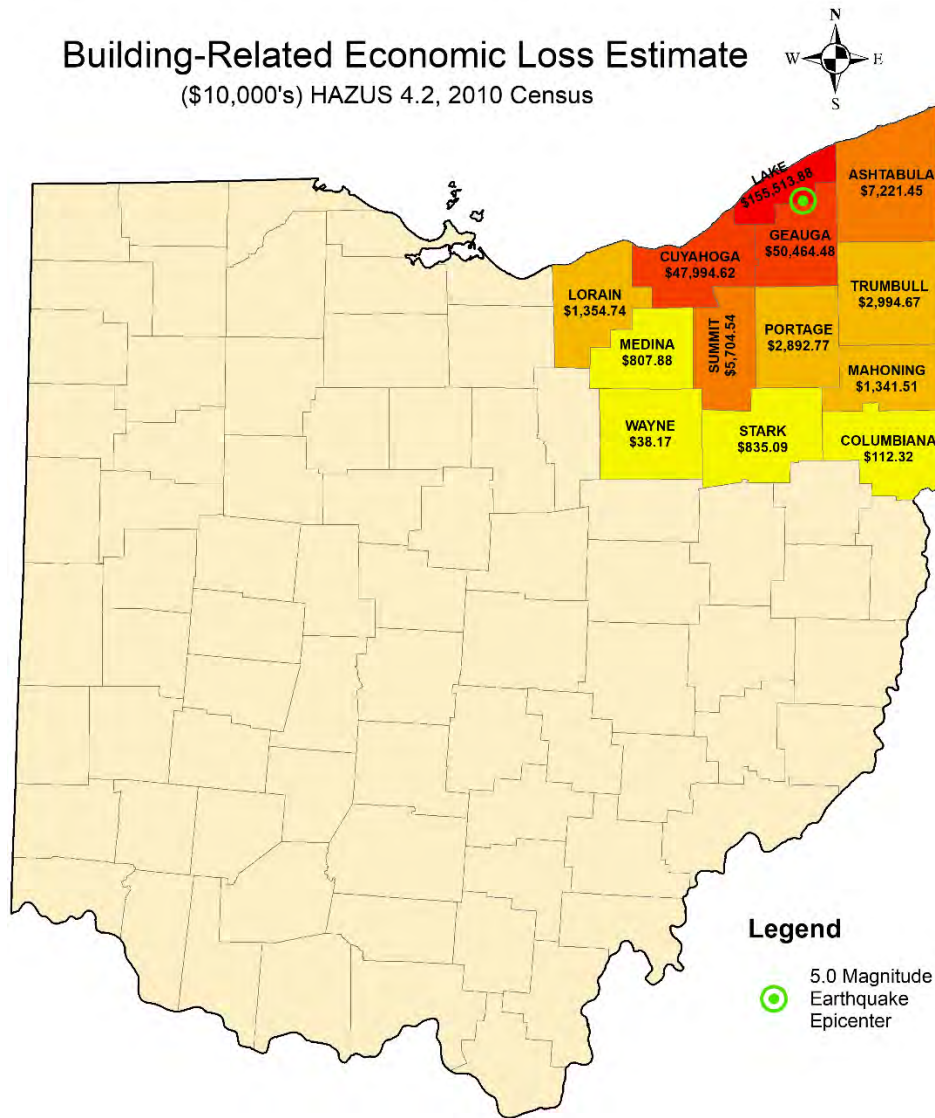 Building-Related Economic Loss Estimate
($10,000's) HAZUS 4.2, 2010 Census
N
W
E
S
LAKE
$155,513.88
ASHTABULA
$7,221.45
GEAUGA
$50,464.48
CUYAHOGA
$47,994.62
TRUMBULL
$2,994.67
LORAIN
$1,354.74
SUMMIT
$5,704.54
PORTAGE
$2,892.77
MEDINA
$807.88
MAHONING
$1,341.51
WAYNE
$38.17
STARK
$835.09
COLUMBIANA
$112.32
Legend
5.0 Magnitude
Earthquake
Epicenter